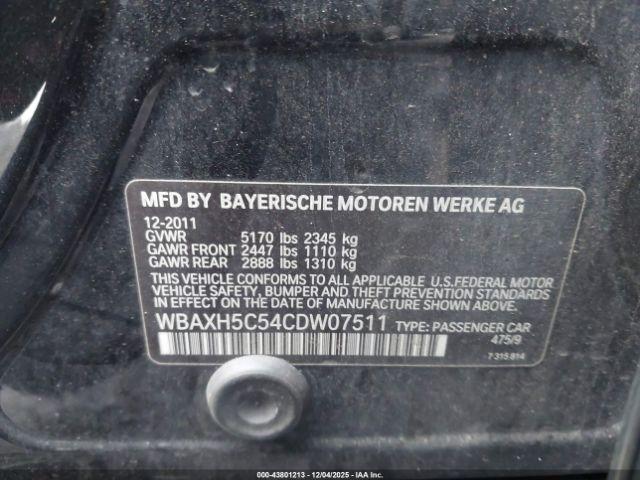 MFD BY BAYERISCHE MOTOREN WERKE AG
12-2011
GVWR 5170 lbs 2345 kg
GAWR FRONT 2447 lbs 1110 kg
GAWR REAR 2888 lbs 1310 kg
THIS VEHICLE CONFORMS TO ALL APPLICABLE U.S.FEDERAL MOTOR
VEHICLE SAFETY, BUMPER AND THEFT PREVENTION STANDARDS
IN EFFECT ON THE DATE OF MANUFACTURE SHOWN ABOVE.
WBAXH5C54CDW07511 TYPE: PASSENGER CAR
475/9
7 315 814
000-43801213 - 12/04/2025 - IAA Inc.